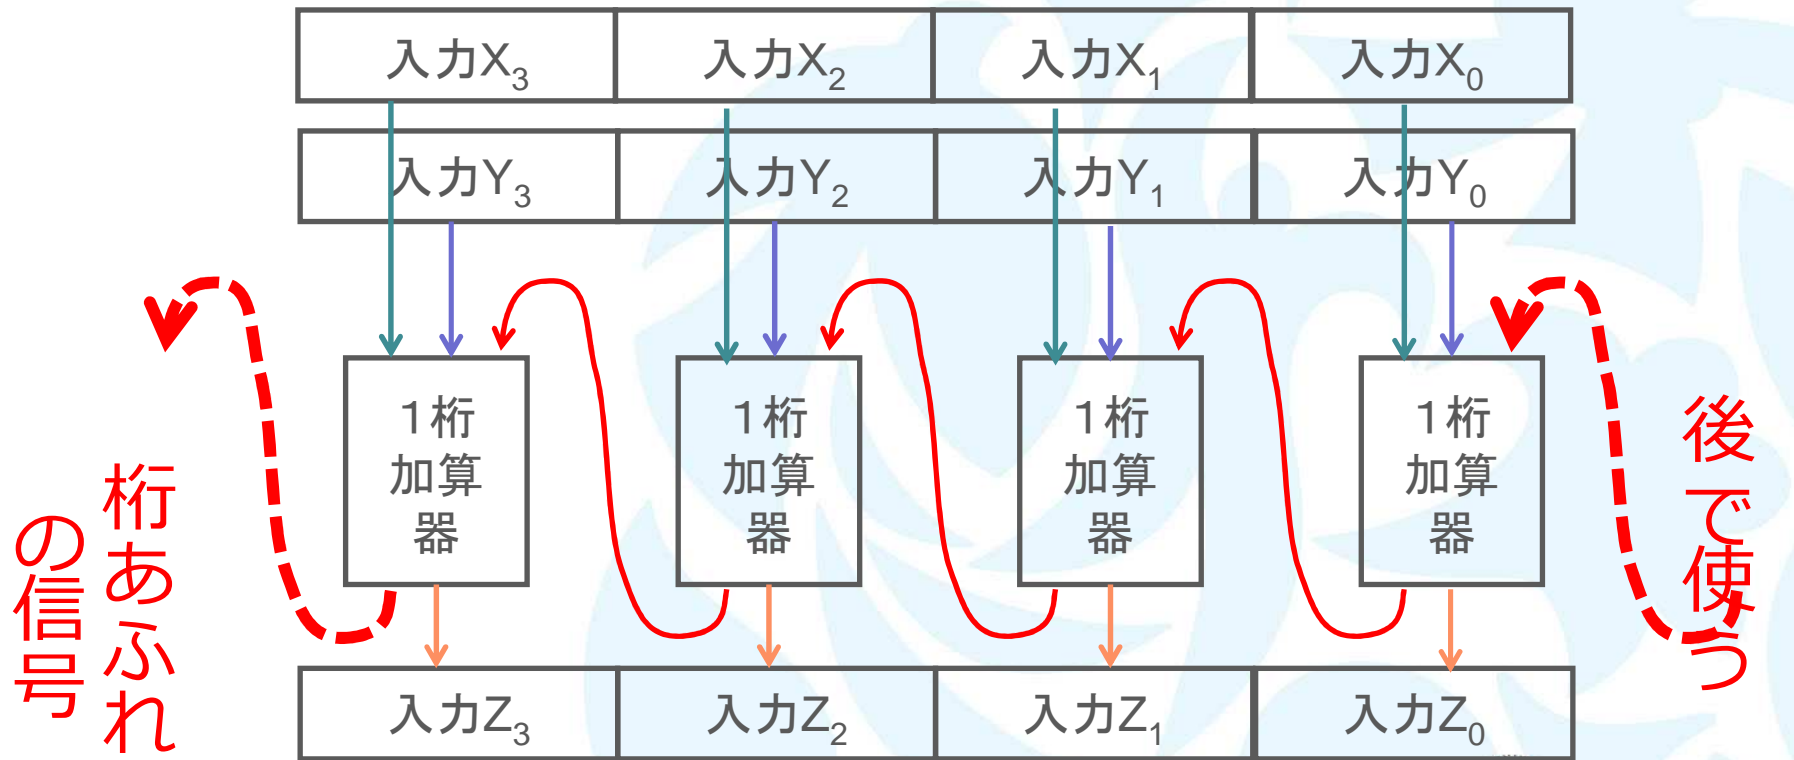 入力X3 入力X2 入力X1 入力X0
入力Y3 入力Y2 入力Y1 入力Y0
1桁
加算
器
1桁
加算
器
1桁
加算
器
1桁
加算
器
後で使う
桁あふれ
の信号
入力Z3 入力Z2 入力Z1 入力Z0